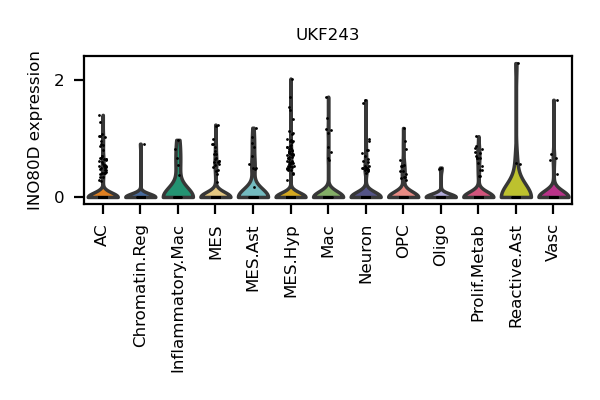 UKF243
INO80D expression
2
0
AC
Chromatin.Reg
Inflammatory.Mac
MES
MES.Ast
MES.Hyp
Mac
Neuron
OPC
Oligo
Prolif.Metab
Reactive.Ast
Vasc